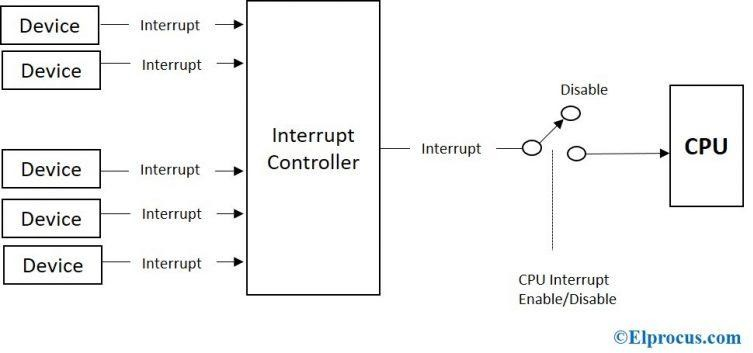 Device
Interrupt
Device
Interrupt
Disable
Interrupt
Controller
Interrupt
CPU
Device
Interrupt
Device
Interrupt
Device
Interrupt
CPU Interrupt
Enable/Disable
©Elprocus.com